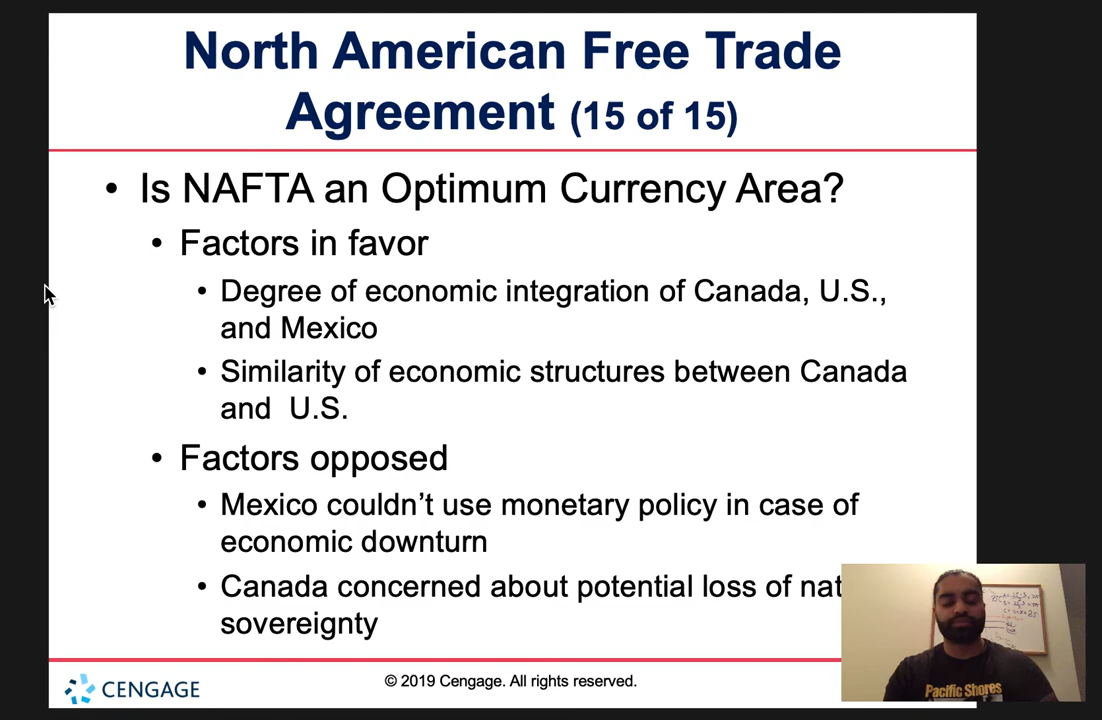 North American Free Trade
Agreement (15 of 15)
• Is NAFTA an Optimum Currency Area?
• Factors in favor
• Degree of economic integration of Canada, U.S.,
and Mexico
• Similarity of economic structures between Canada
and U.S.
• Factors opposed
• Mexico couldn’t use monetary policy in case of
economic downturn
• Canada concerned about potential loss of nat
sovereignty
CENGAGE
© 2019 Cengage. All rights reserved.
Pacific Shores